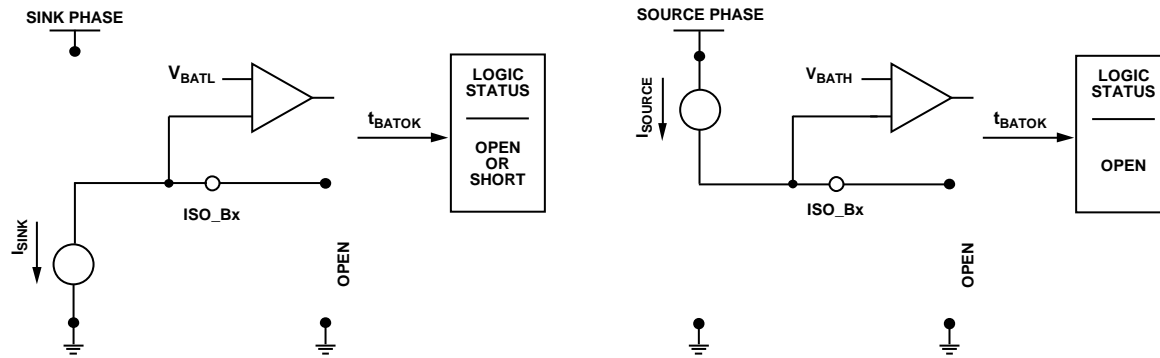 SINK PHASE
V_BATL
t_BATOK
LOGIC
STATUS
OPEN
OR
SHORT
ISO_Bx
I_SINK
OPEN
SOURCE PHASE
I_SOURCE
V_BATH
t_BATOK
LOGIC
STATUS
OPEN
ISO_Bx
OPEN